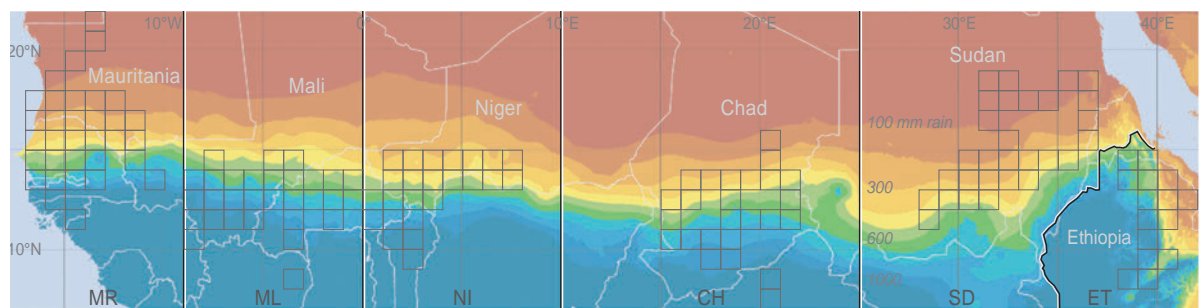 10°W 0° 10°E 20°E 30°E 40°E
20°N
Mauritania
Mali
Niger
Chad
Sudan
100 mm rain
300
600
1000
10°N
Ethiopia
MR ML NI CH SD ET